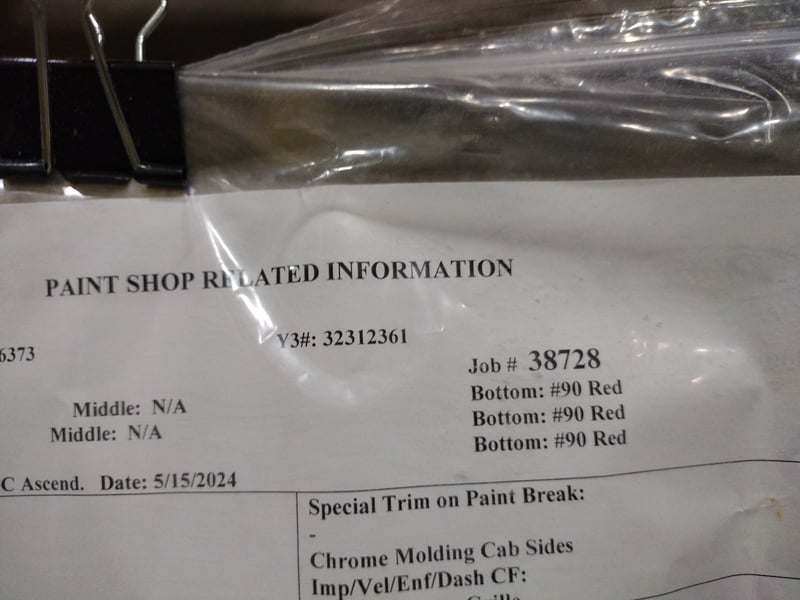 PAINT SHOP RELATED INFORMATION
6373 Y3#: 32312361 Job # 38728
Bottom: #90 Red
Middle: N/A Bottom: #90 Red
Middle: N/A Bottom: #90 Red
C Ascend. Date: 5/15/2024
Special Trim on Paint Break:
-
Chrome Molding Cab Sides
Imp/Vel/Enf/Dash CF: